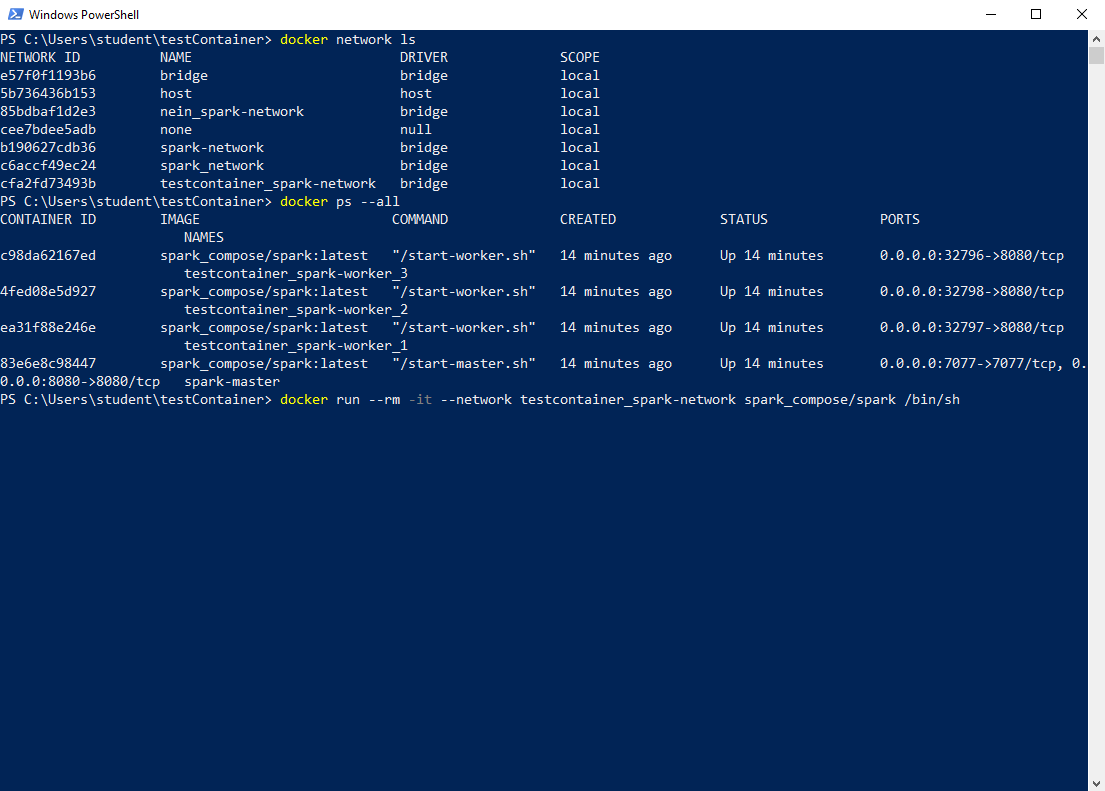 Windows PowerShell
PS C:\Users\student\testContainer> docker network ls
NETWORK ID          NAME                          DRIVER              SCOPE
e57f0f1193b6        bridge                        bridge              local
5b736436b153        host                          host                local
85bdbaf1d2e3        nein_spark-network            bridge              local
cee7bdee5adb        none                          null                local
b190627cdb36        spark-network                 bridge              local
c6accf49ec24        spark_network                 bridge              local
cfa2fd73493b        testcontainer_spark-network   bridge              local
PS C:\Users\student\testContainer> docker ps --all
CONTAINER ID        IMAGE                        COMMAND              CREATED             STATUS              PORTS
                       NAMES
c98da62167ed        spark_compose/spark:latest   "/start-worker.sh"   14 minutes ago      Up 14 minutes       0.0.0.0:32796->8080/tcp
                       testcontainer_spark-worker_3
4fed08e5d927        spark_compose/spark:latest   "/start-worker.sh"   14 minutes ago      Up 14 minutes       0.0.0.0:32798->8080/tcp
                       testcontainer_spark-worker_2
ea31f88e246e        spark_compose/spark:latest   "/start-worker.sh"   14 minutes ago      Up 14 minutes       0.0.0.0:32797->8080/tcp
                       testcontainer_spark-worker_1
83e6e8c98447        spark_compose/spark:latest   "/start-master.sh"   14 minutes ago      Up 14 minutes       0.0.0.0:7077->7077/tcp, 0.
0.0.0:8080->8080/tcp   spark-master
PS C:\Users\student\testContainer> docker run --rm -it --network testcontainer_spark-network spark_compose/spark /bin/sh